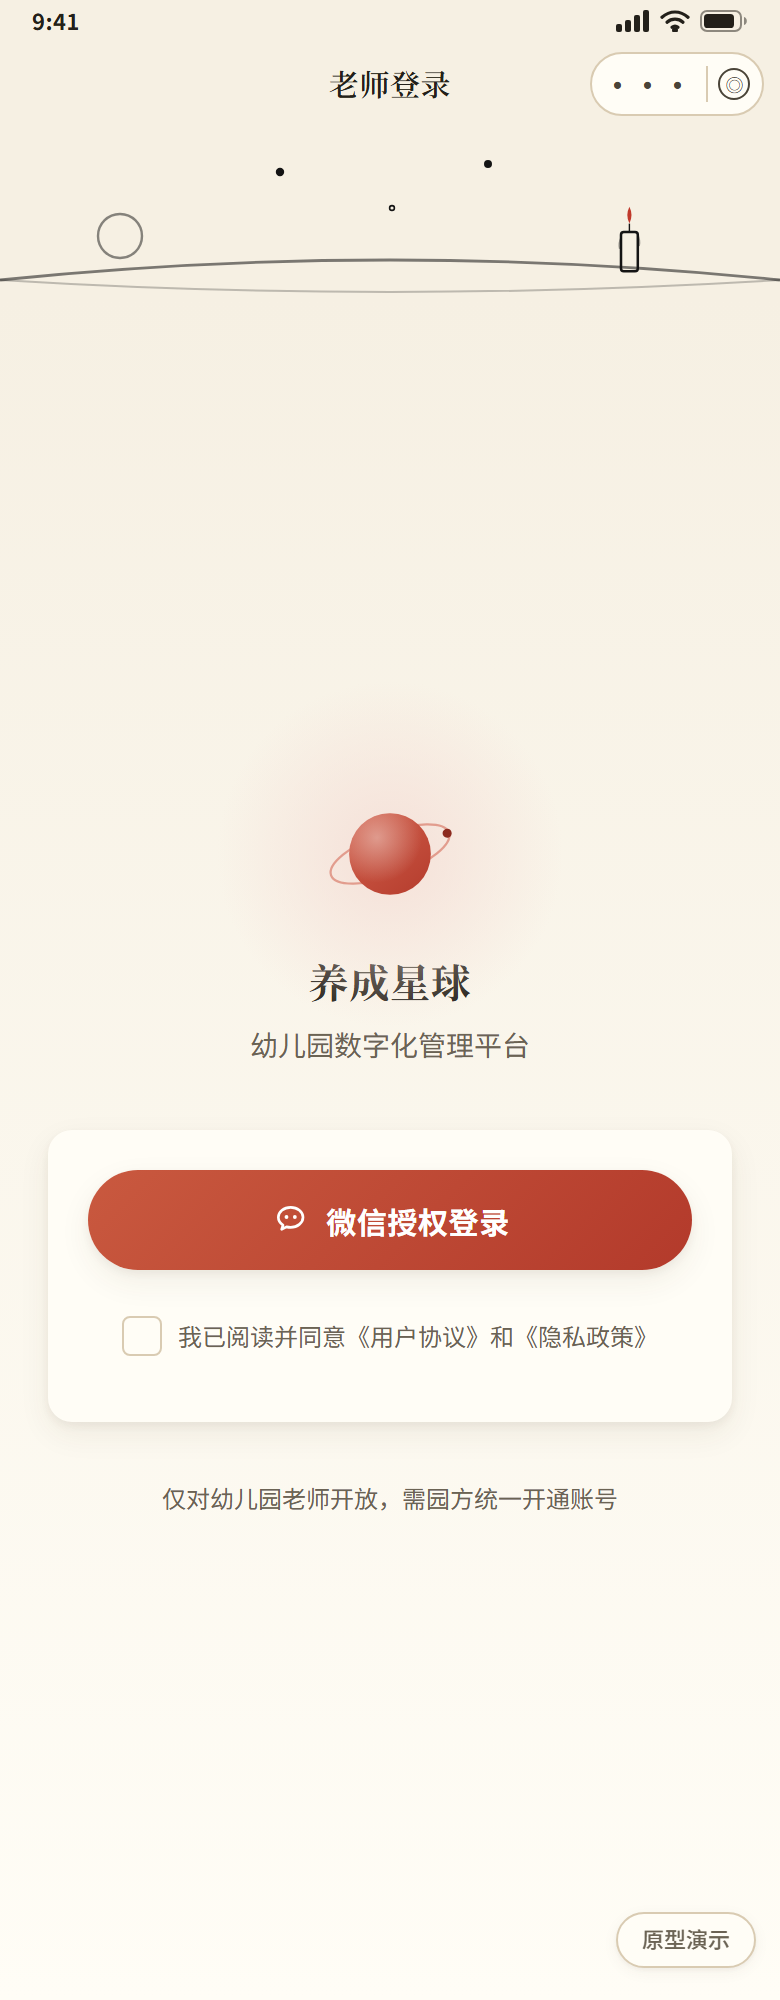 9:41
老师登录
养成星球
幼儿园数字化管理平台
微信授权登录
我已阅读并同意《用户协议》和《隐私政策》
仅对幼儿园老师开放，需园方统一开通账号
原型演示